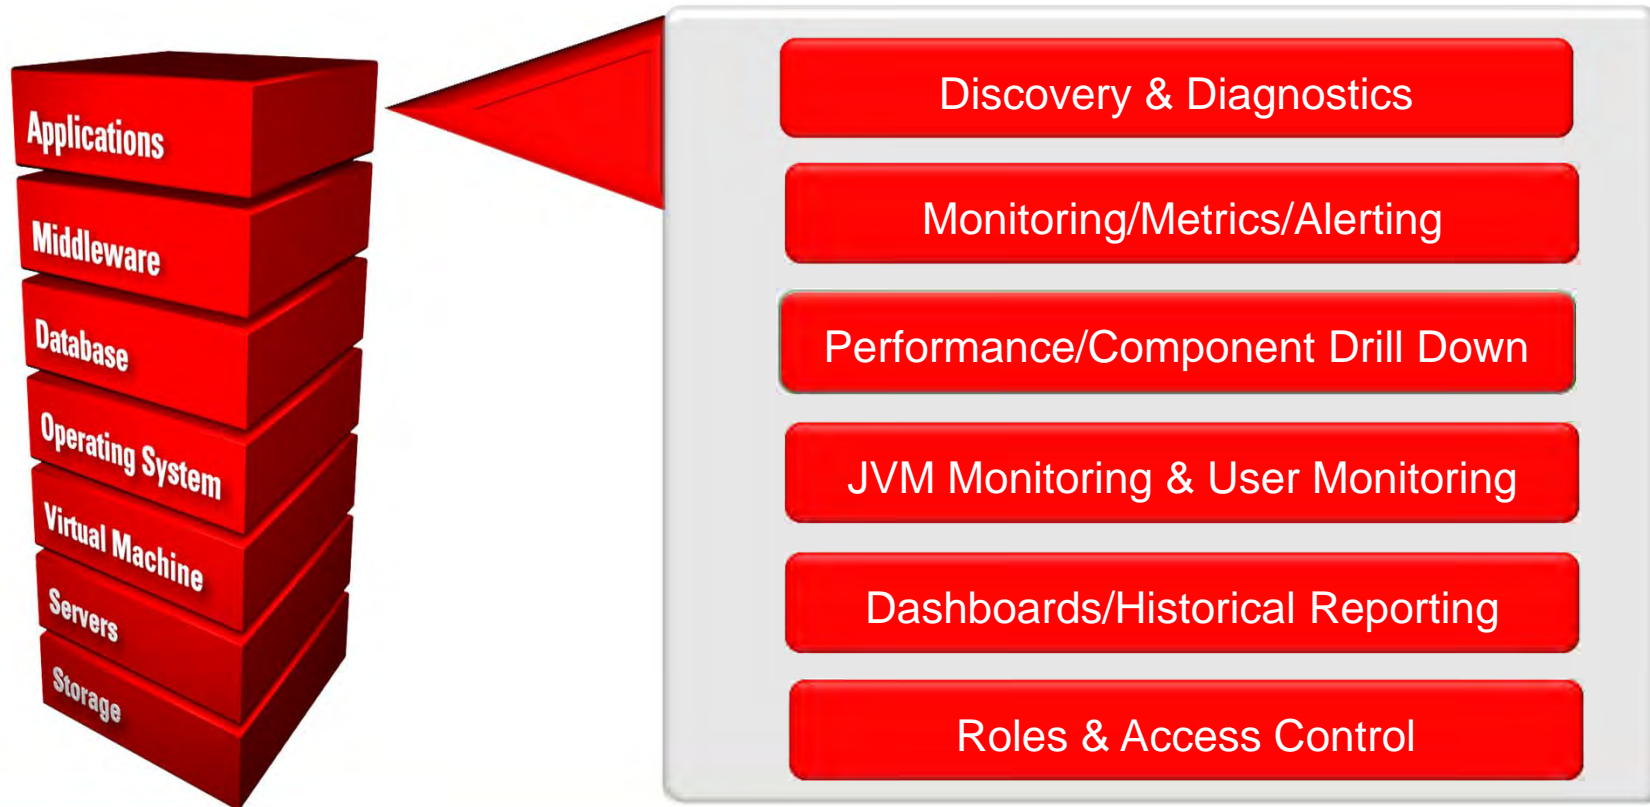 Applications
Middleware
Database
Operating System
Virtual Machine
Servers
Storage
Discovery & Diagnostics
Monitoring/Metrics/Alerting
Performance/Component Drill Down
JVM Monitoring & User Monitoring
Dashboards/Historical Reporting
Roles & Access Control